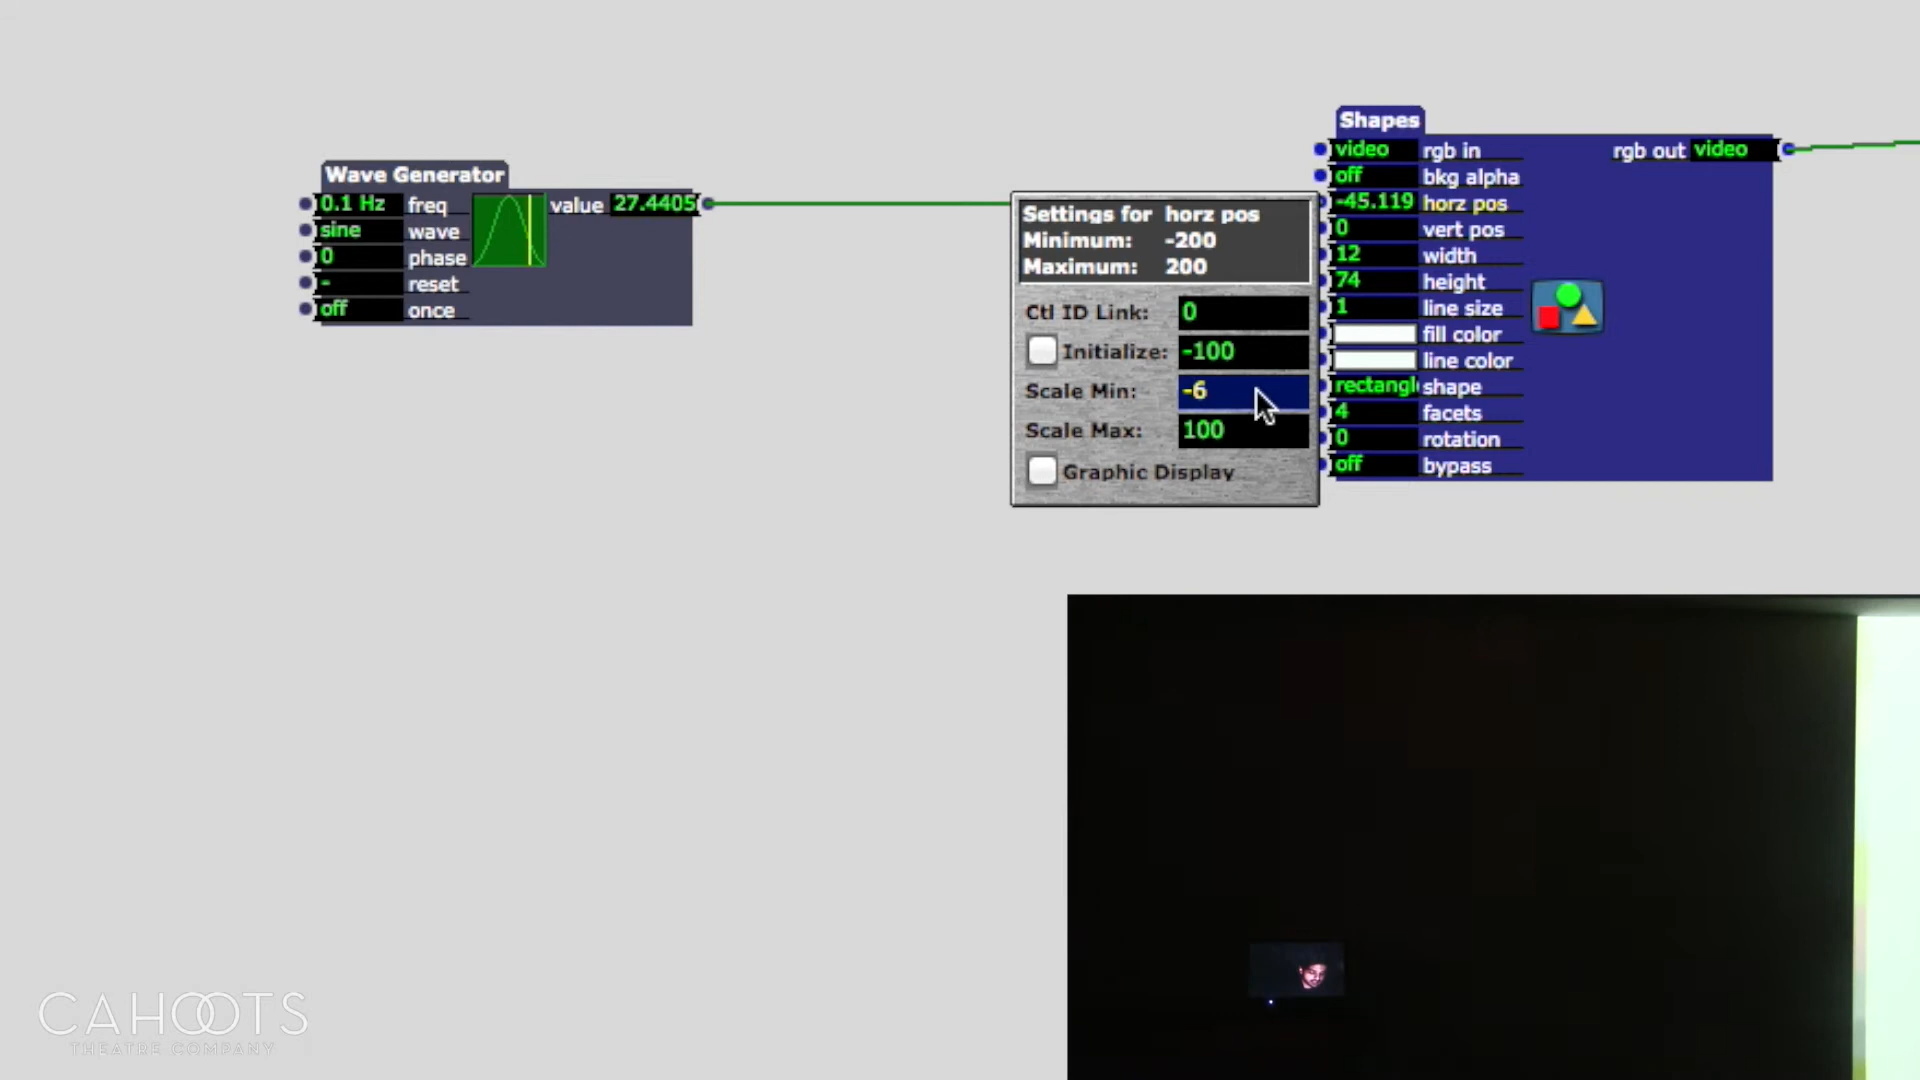 Wave Generator
0.1 Hz freq
sine wave
0 phase
- reset
off once
value 27.4405
Settings for horz pos
Minimum: -200
Maximum: 200
Ctl ID Link: 0
Initialize: -100
Scale Min: -6
Scale Max: 100
Graphic Display
Shapes
video rgb in
off bkg alpha
-45.119 horz pos
0 vert pos
12 width
74 height
1 line size
fill color
line color
rectangl shape
4 facets
0 rotation
off bypass
rgb out video
CAHOOTS
THEATRE COMPANY